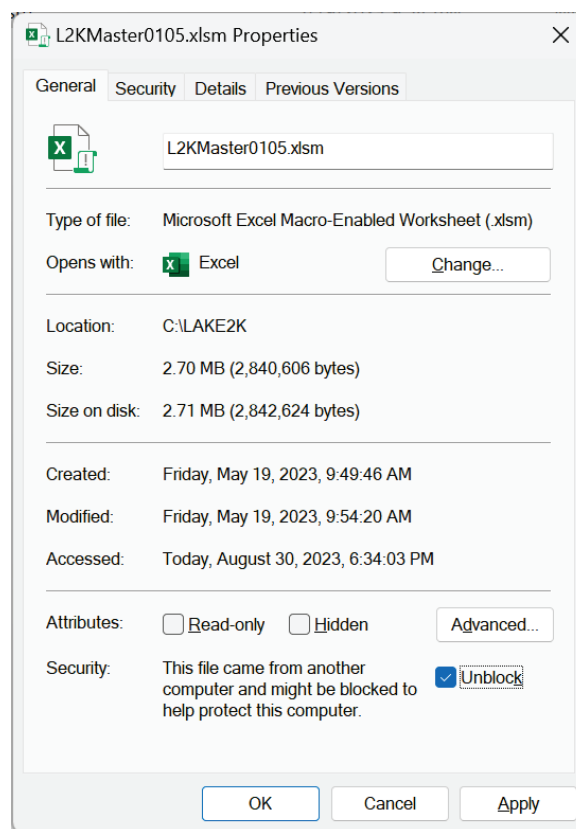 L2KMaster0105.xlsm Properties
General Security Details Previous Versions
L2KMaster0105.xlsm
Type of file: Microsoft Excel Macro-Enabled Worksheet (.xlsm)
Opens with: Excel Change...
Location: C:\LAKE2K
Size: 2.70 MB (2,840,606 bytes)
Size on disk: 2.71 MB (2,842,624 bytes)
Created: Friday, May 19, 2023, 9:49:46 AM
Modified: Friday, May 19, 2023, 9:54:20 AM
Accessed: Today, August 30, 2023, 6:34:03 PM
Attributes: Read-only Hidden Advanced...
Security: This file came from another Unblock
computer and might be blocked to
help protect this computer.
OK Cancel Apply